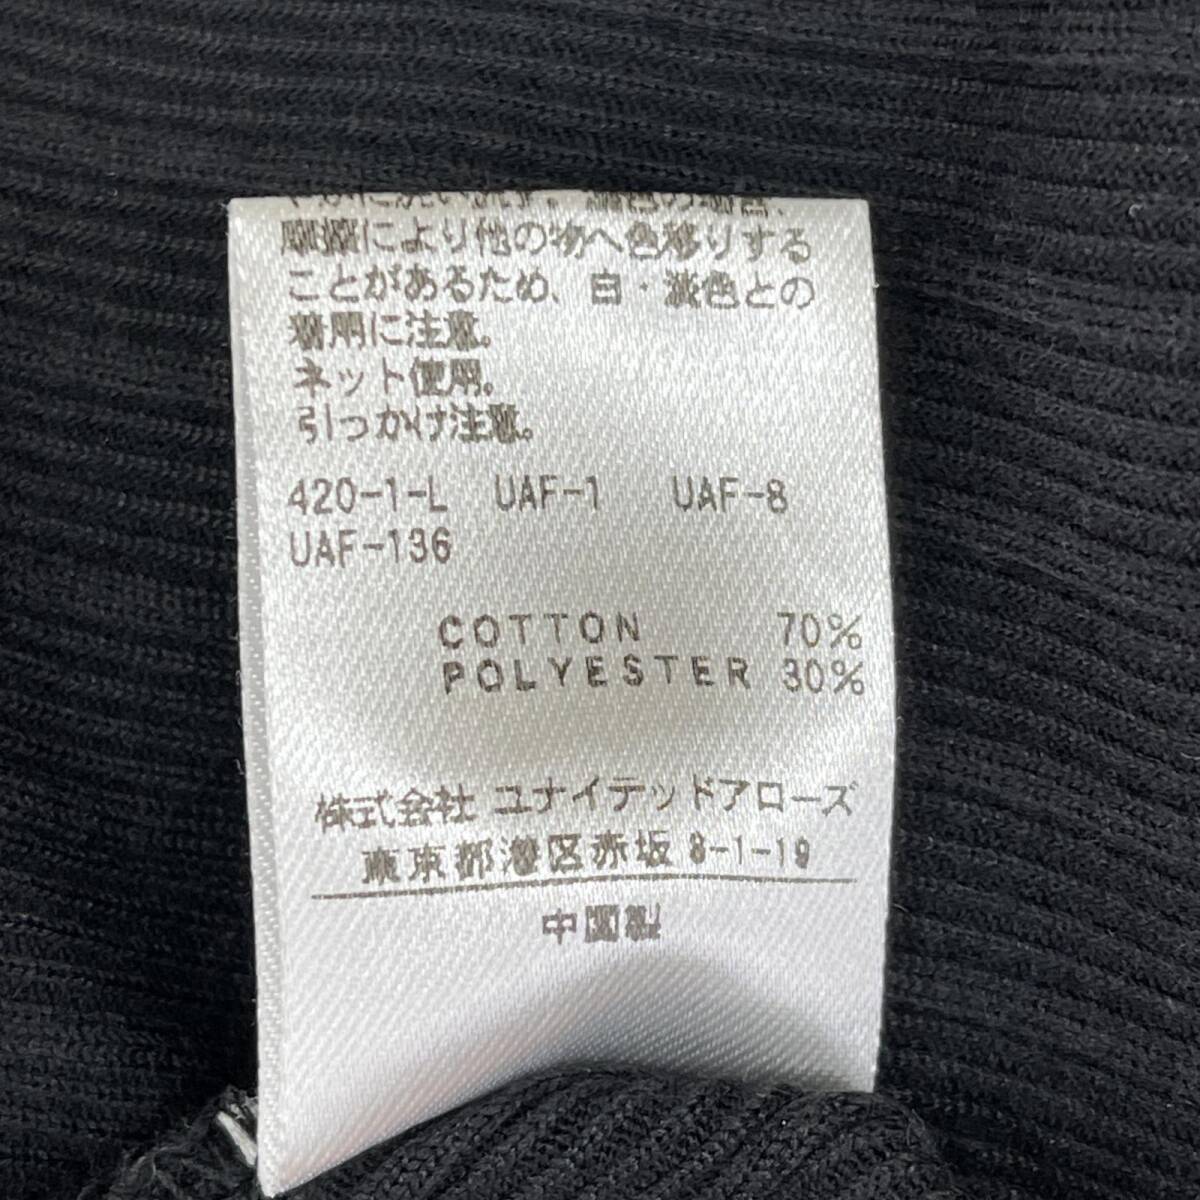 摩擦により他の物へ色移りする
ことがあるため、白・淡色との
着用に注意。
ネット使用。
引っかけ注意。
420-1-L UAF-1 UAF-8
UAF-136
COTTON 70%
POLYESTER 30%
株式会社 ユナイテッドアローズ
東京都港区赤坂 8-1-19
中国製